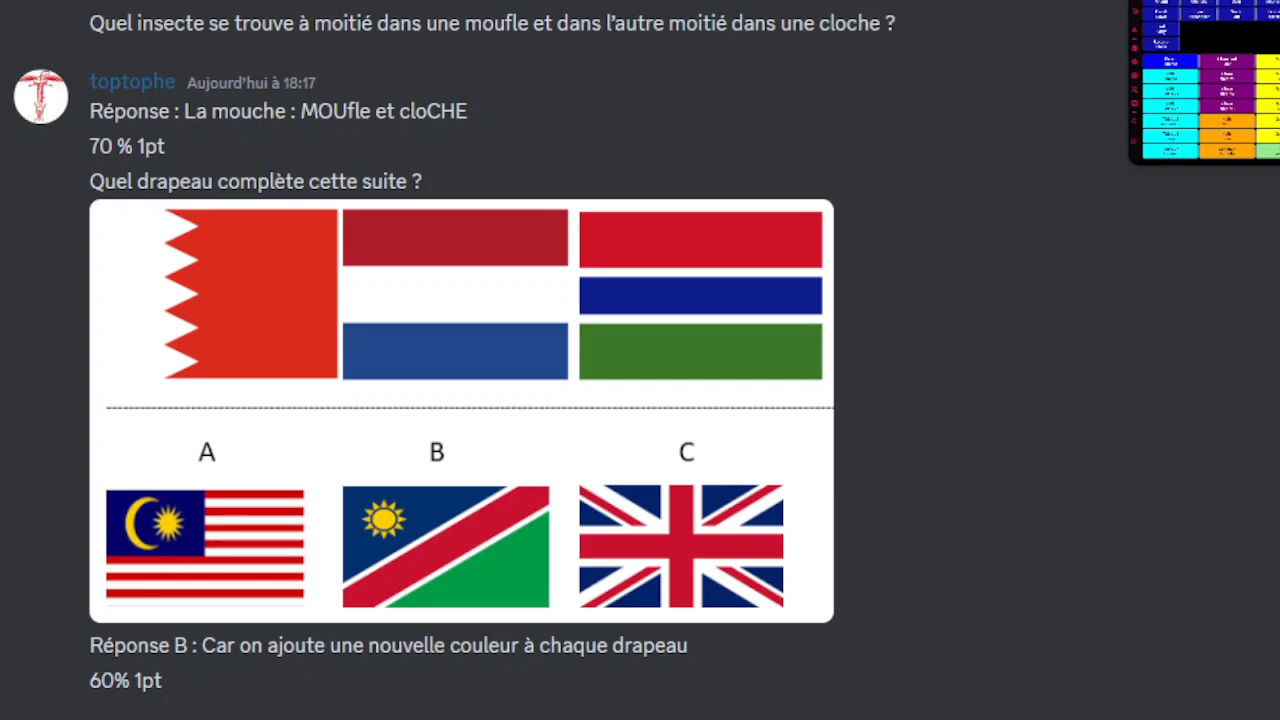 Quel insecte se trouve à moitié dans une moufle et dans l'autre moitié dans une cloche ?
toptophe Aujourd'hui à 18:17
Réponse : La mouche : MOUfle et cloCHE
70 % 1pt
Quel drapeau complète cette suite ?
A B C
Réponse B : Car on ajoute une nouvelle couleur à chaque drapeau
60% 1pt